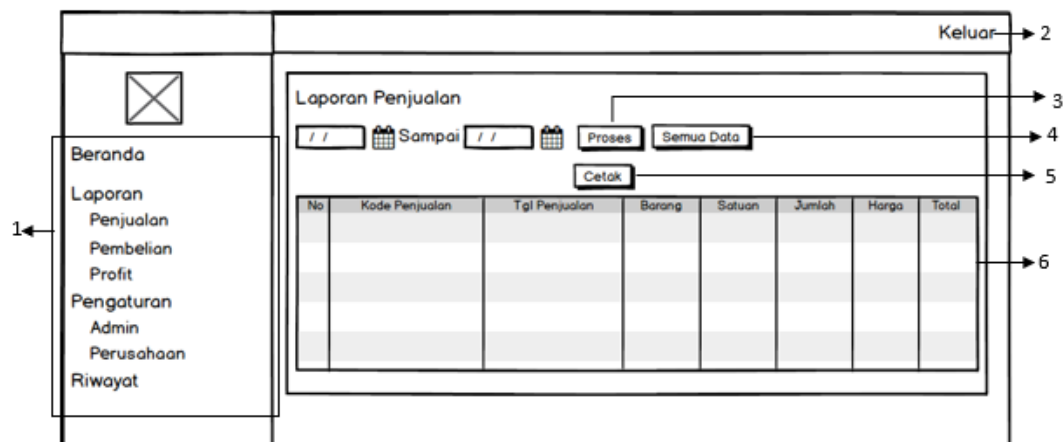 Keluar 2
Laporan Penjualan
3
/ / Sampai / / Proses Semua Data 4
Cetak 5
1
Beranda
Laporan
Penjualan
Pembelian
Profit
Pengaturan
Admin
Perusahaan
Riwayat
No Kode Penjualan Tgl Penjualan Barang Satuan Jumlah Harga Total
6